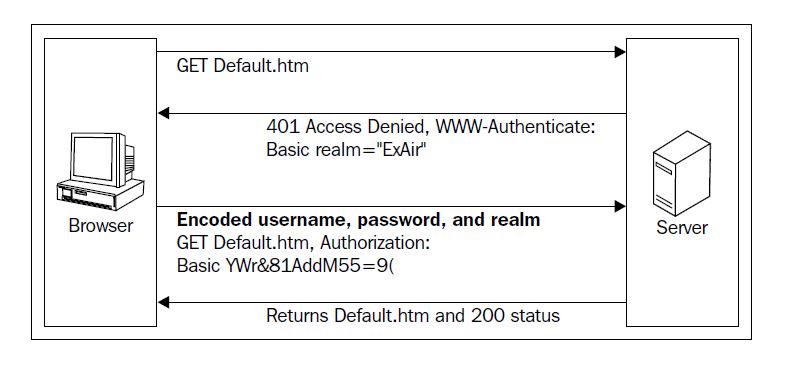 GET Default.htm
401 Access Denied, WWW-Authenticate:
Basic realm="ExAir"
Browser
Encoded username, password, and realm
GET Default.htm, Authorization:
Basic YWr&81AddM55=9(
Server
Returns Default.htm and 200 status